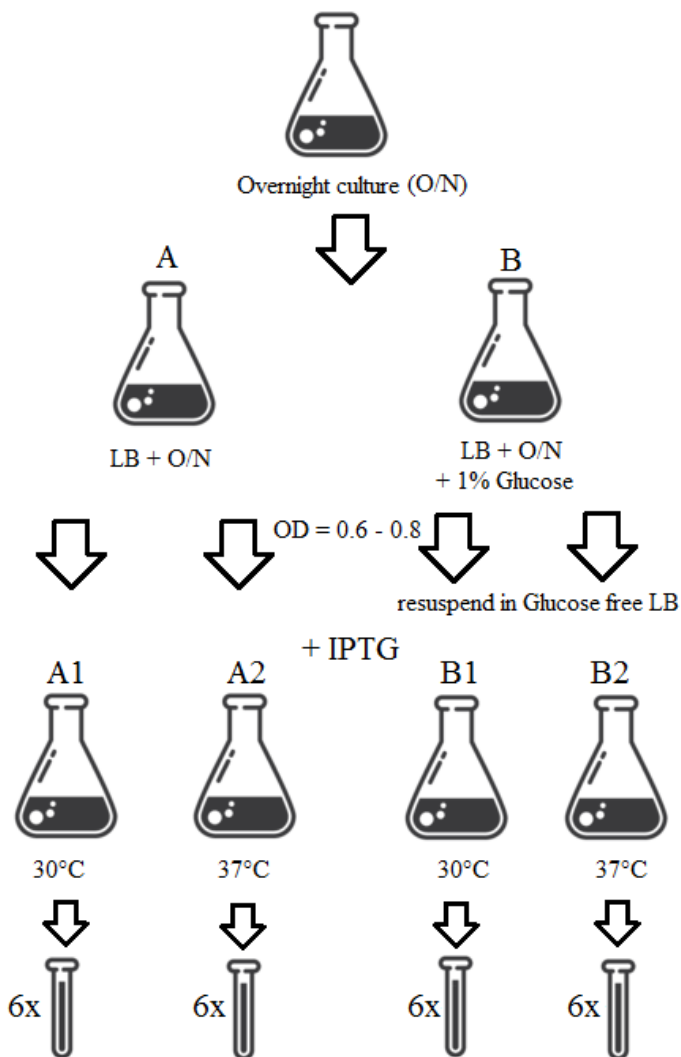 Overnight culture (O/N)
A
B
LB + O/N
LB + O/N
+ 1% Glucose
OD = 0.6 - 0.8
resuspend in Glucose free LB
+ IPTG
A1
A2
B1
B2
30°C
37°C
30°C
37°C
6x
6x
6x
6x